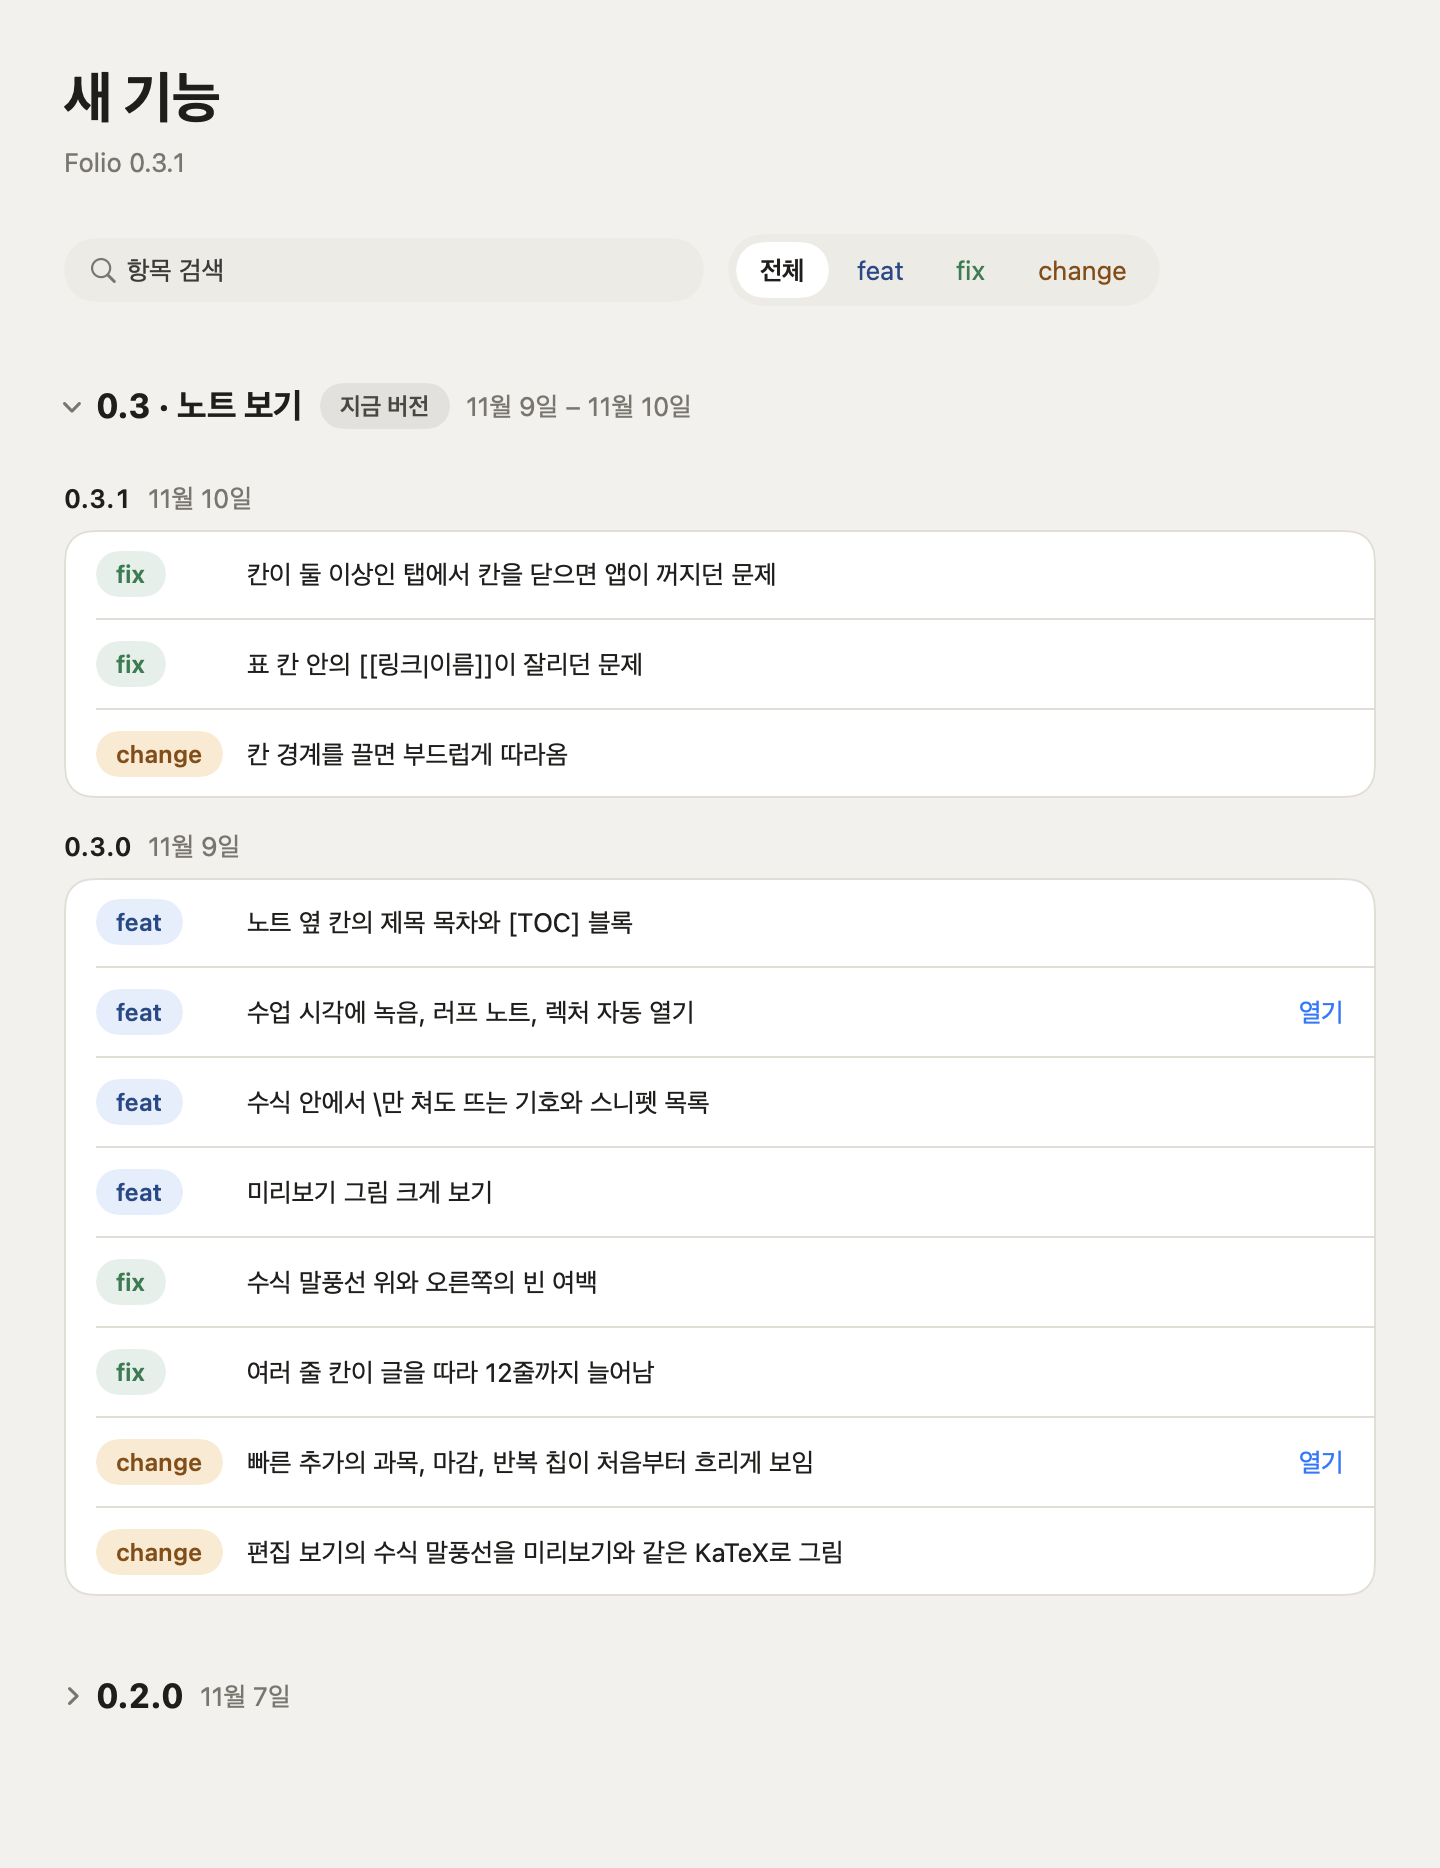 새 기능
Folio 0.3.1
항목 검색
전체 feat fix change
0.3 · 노트 보기 지금 버전 11월 9일 – 11월 10일
0.3.1 11월 10일
fix 칸이 둘 이상인 탭에서 칸을 닫으면 앱이 꺼지던 문제
fix 표 칸 안의 [[링크|이름]]이 잘리던 문제
change 칸 경계를 끌면 부드럽게 따라옴
0.3.0 11월 9일
feat 노트 옆 칸의 제목 목차와 [TOC] 블록
feat 수업 시각에 녹음, 러프 노트, 렉처 자동 열기 열기
feat 수식 안에서 \만 쳐도 뜨는 기호와 스니펫 목록
feat 미리보기 그림 크게 보기
fix 수식 말풍선 위와 오른쪽의 빈 여백
fix 여러 줄 칸이 글을 따라 12줄까지 늘어남
change 빠른 추가의 과목, 마감, 반복 칩이 처음부터 흐리게 보임 열기
change 편집 보기의 수식 말풍선을 미리보기와 같은 KaTeX로 그림
0.2.0 11월 7일